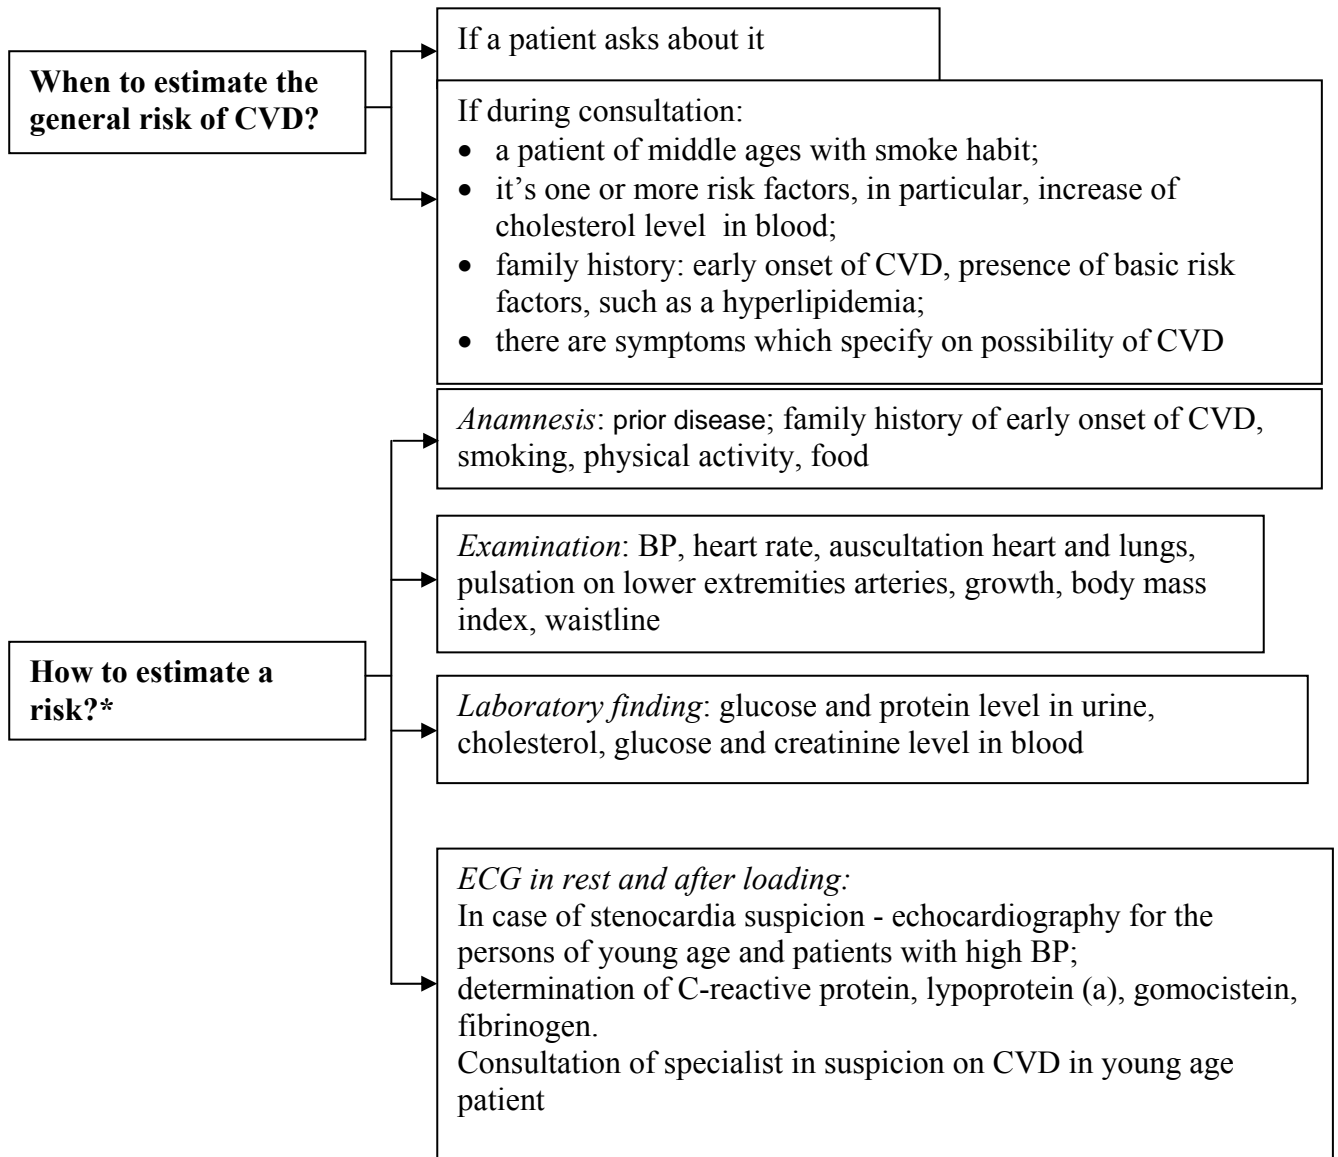 When to estimate the
general risk of CVD?
If a patient asks about it
If during consultation:
• a patient of middle ages with smoke habit;
• it’s one or more risk factors, in particular, increase of
cholesterol level in blood;
• family history: early onset of CVD, presence of basic risk
factors, such as a hyperlipidemia;
• there are symptoms which specify on possibility of CVD
How to estimate a
risk?*
Anamnesis: prior disease; family history of early onset of CVD,
smoking, physical activity, food
Examination: BP, heart rate, auscultation heart and lungs,
pulsation on lower extremities arteries, growth, body mass
index, waistline
Laboratory finding: glucose and protein level in urine,
cholesterol, glucose and creatinine level in blood
ECG in rest and after loading:
In case of stenocardia suspicion - echocardiography for the
persons of young age and patients with high BP;
determination of C-reactive protein, lypoprotein (a), gomocistein,
fibrinogen.
Consultation of specialist in suspicion on CVD in young age
patient